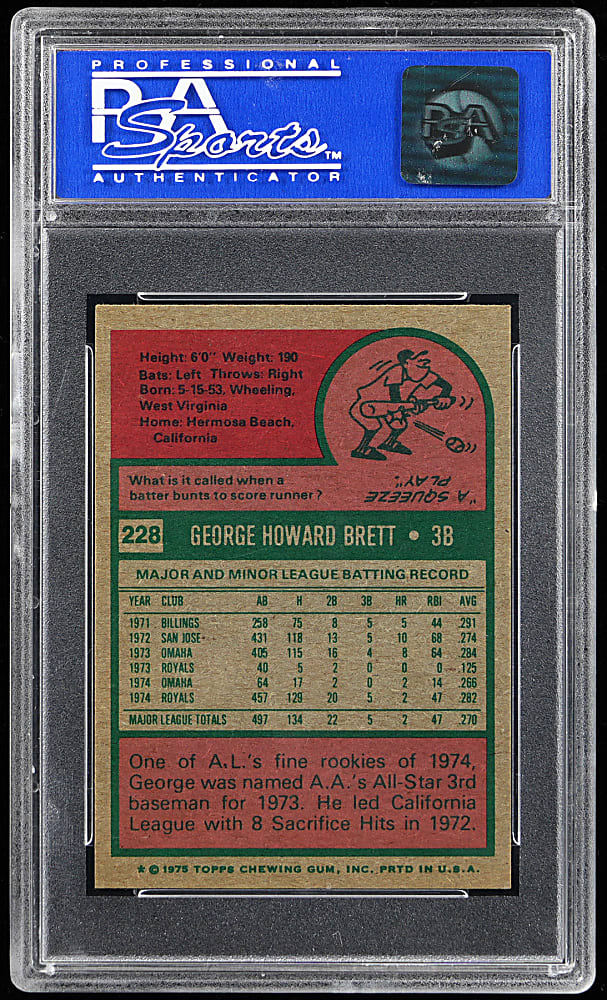 PROFESSIONAL
PSA
Sports™
AUTHENTICATOR
PSA
Height: 6'0" Weight: 190
Bats: Left Throws: Right
Born: 5-15-53, Wheeling,
West Virginia
Home: Hermosa Beach,
California
What is it called when a
batter bunts to score runner?
"A SQUEEZE
PLAY".
228 GEORGE HOWARD BRETT • 3B
MAJOR AND MINOR LEAGUE BATTING RECORD
YEAR CLUB AB H 2B 3B HR RBI AVG
1971 BILLINGS 258 75 8 5 5 44 .291
1972 SAN JOSE 431 118 13 5 10 68 .274
1973 OMAHA 405 115 16 4 8 64 .284
1973 ROYALS 40 5 2 0 0 0 .125
1974 OMAHA 64 17 2 0 2 14 .266
1974 ROYALS 457 129 20 5 2 47 .282
MAJOR LEAGUE TOTALS 497 134 22 5 2 47 .270
One of A.L.'s fine rookies of 1974,
George was named A.A.'s All-Star 3rd
baseman for 1973. He led California
League with 8 Sacrifice Hits in 1972.
* © 1975 TOPPS CHEWING GUM, INC. PRTD IN U.S.A.